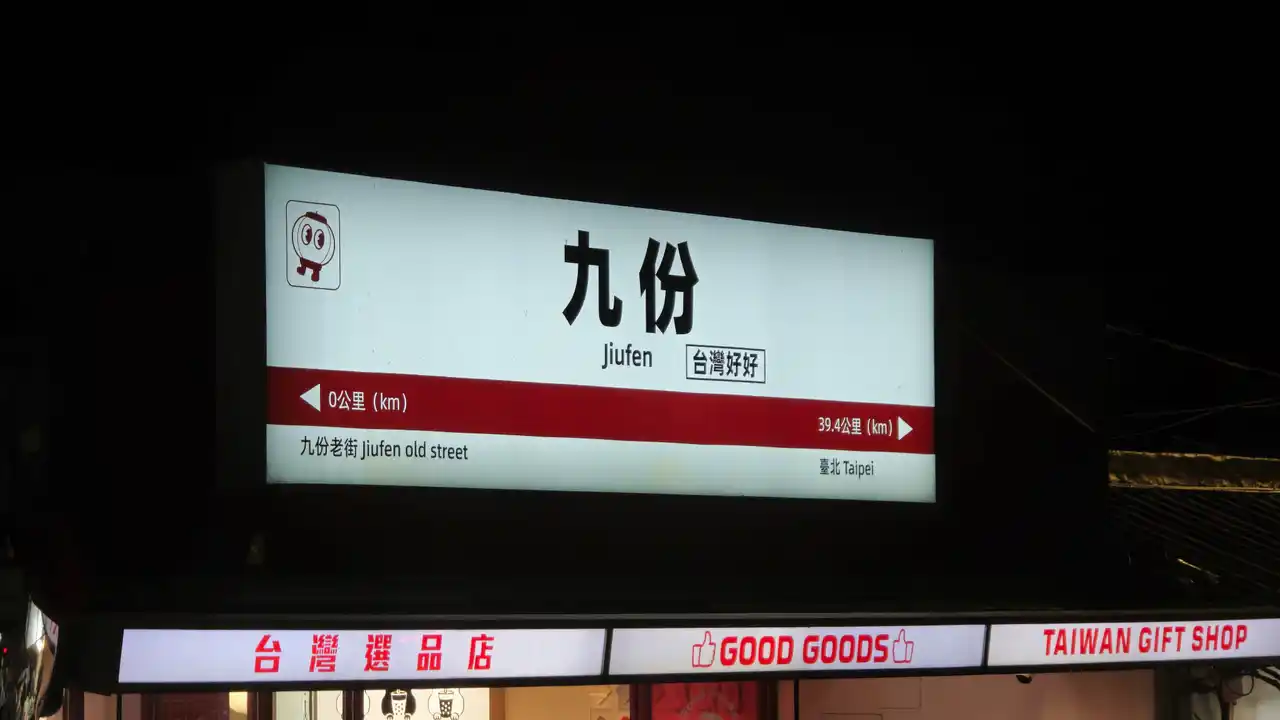 九份
Jiufen 台灣好好
0公里 (km)
39.4公里 (km)
九份老街 Jiufen old street
臺北 Taipei
台灣選品店
GOOD GOODS
TAIWAN GIFT SHOP